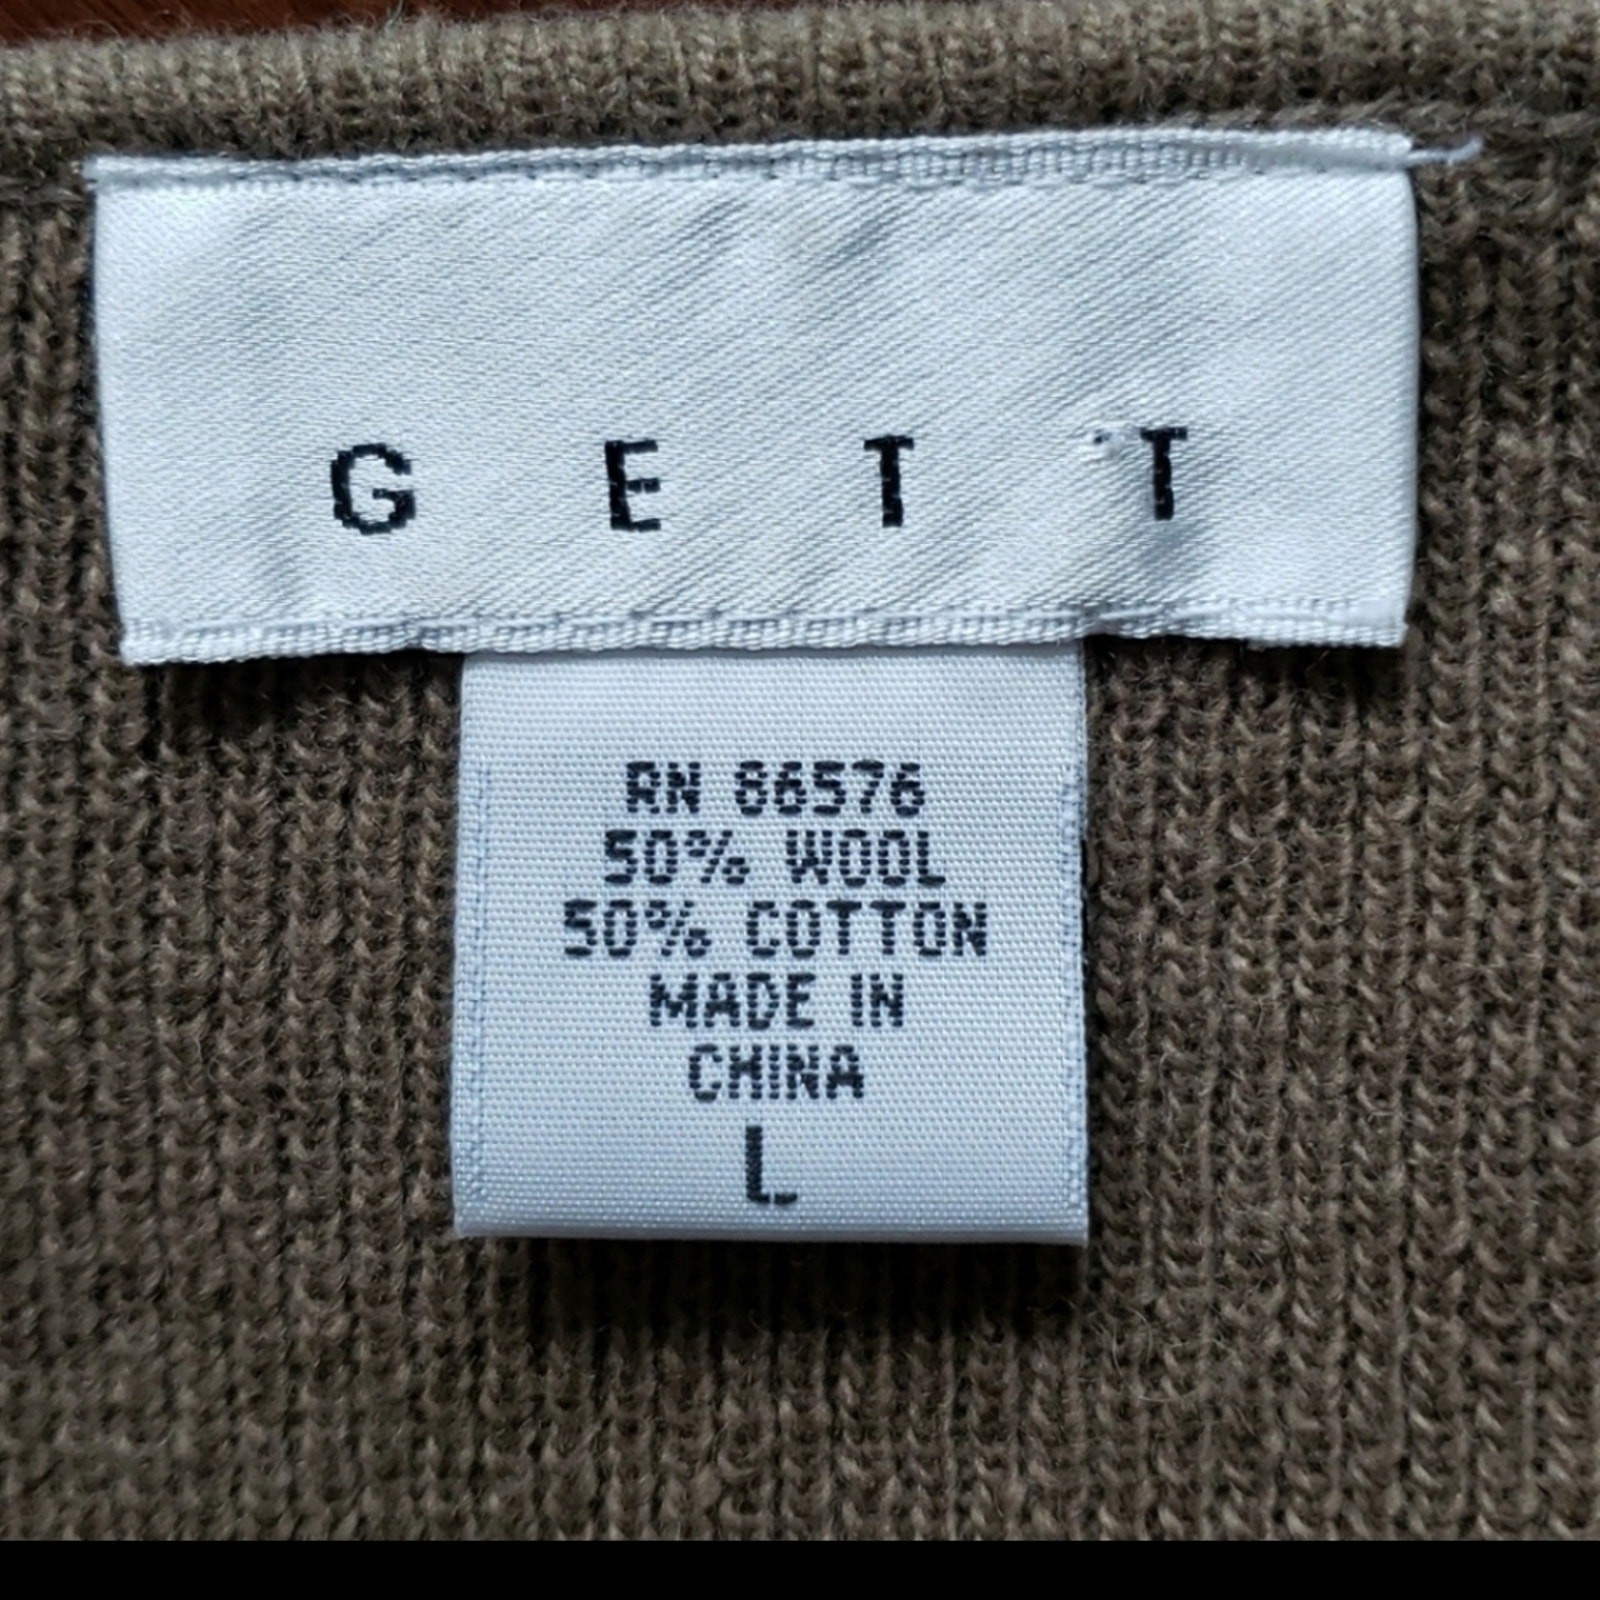 G E T T
RN 86576
50% WOOL
50% COTTON
MADE IN
CHINA
L